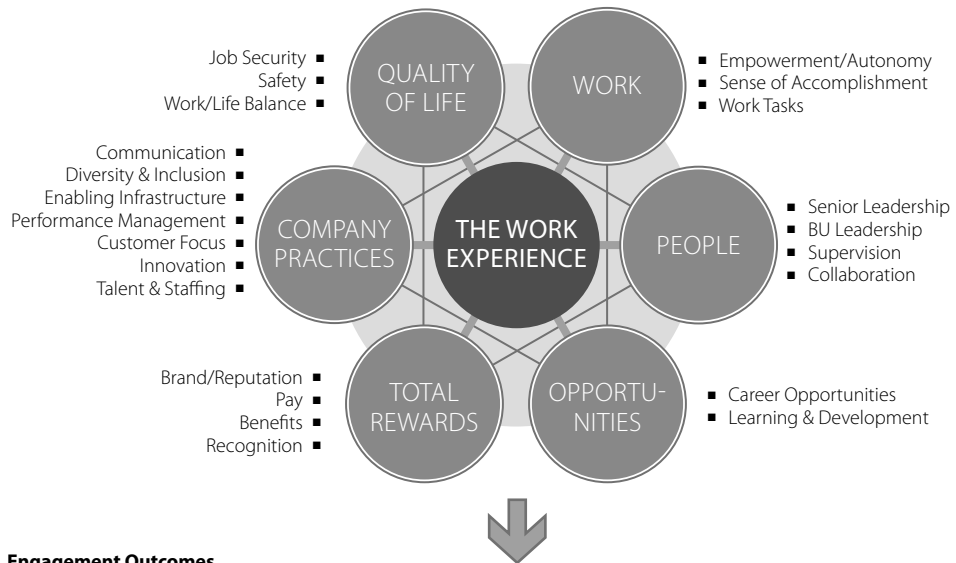 Job Security ▪
Safety ▪
Work/Life Balance ▪
QUALITY
OF LIFE
WORK
▪ Empowerment/Autonomy
▪ Sense of Accomplishment
▪ Work Tasks
Communication ▪
Diversity & Inclusion ▪
Enabling Infrastructure ▪
Performance Management ▪
Customer Focus ▪
Innovation ▪
Talent & Staffing ▪
COMPANY
PRACTICES
THE WORK
EXPERIENCE
PEOPLE
▪ Senior Leadership
▪ BU Leadership
▪ Supervision
▪ Collaboration
Brand/Reputation ▪
Pay ▪
Benefits ▪
Recognition ▪
TOTAL
REWARDS
OPPORTU-
NITIES
▪ Career Opportunities
▪ Learning & Development
Engagement Outcomes